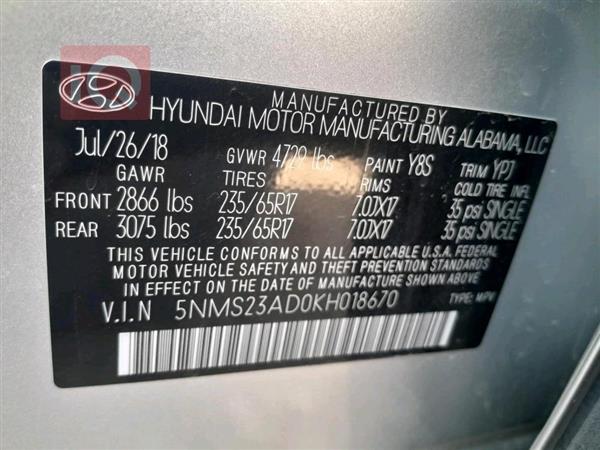 MANUFACTURED BY
HYUNDAI MOTOR MANUFACTURING ALABAMA, LLC
Jul/26/18 GVWR 4729 lbs PAINT Y8S TRIM YPJ
GAWR TIRES RIMS COLD TIRE INFL
FRONT 2866 lbs 235/65R17 7.0JX17 35 psi SINGLE
REAR 3075 lbs 235/65R17 7.0JX17 35 psi SINGLE
THIS VEHICLE CONFORMS TO ALL APPLICABLE U.S.A. FEDERAL
MOTOR VEHICLE SAFETY AND THEFT PREVENTION STANDARDS
IN EFFECT ON THE DATE OF MANUFACTURE SHOWN ABOVE
V.I.N 5NMS23AD0KH018670 TYPE: MPV